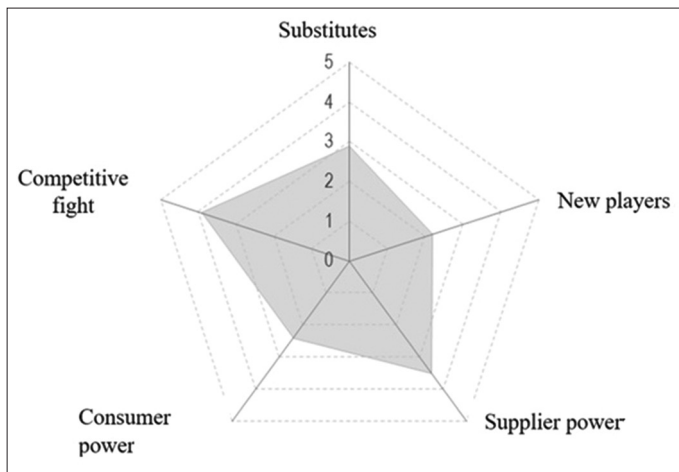 Substitutes
5
4
3
2
1
0
Competitive
fight
New players
Consumer
power
Supplier power